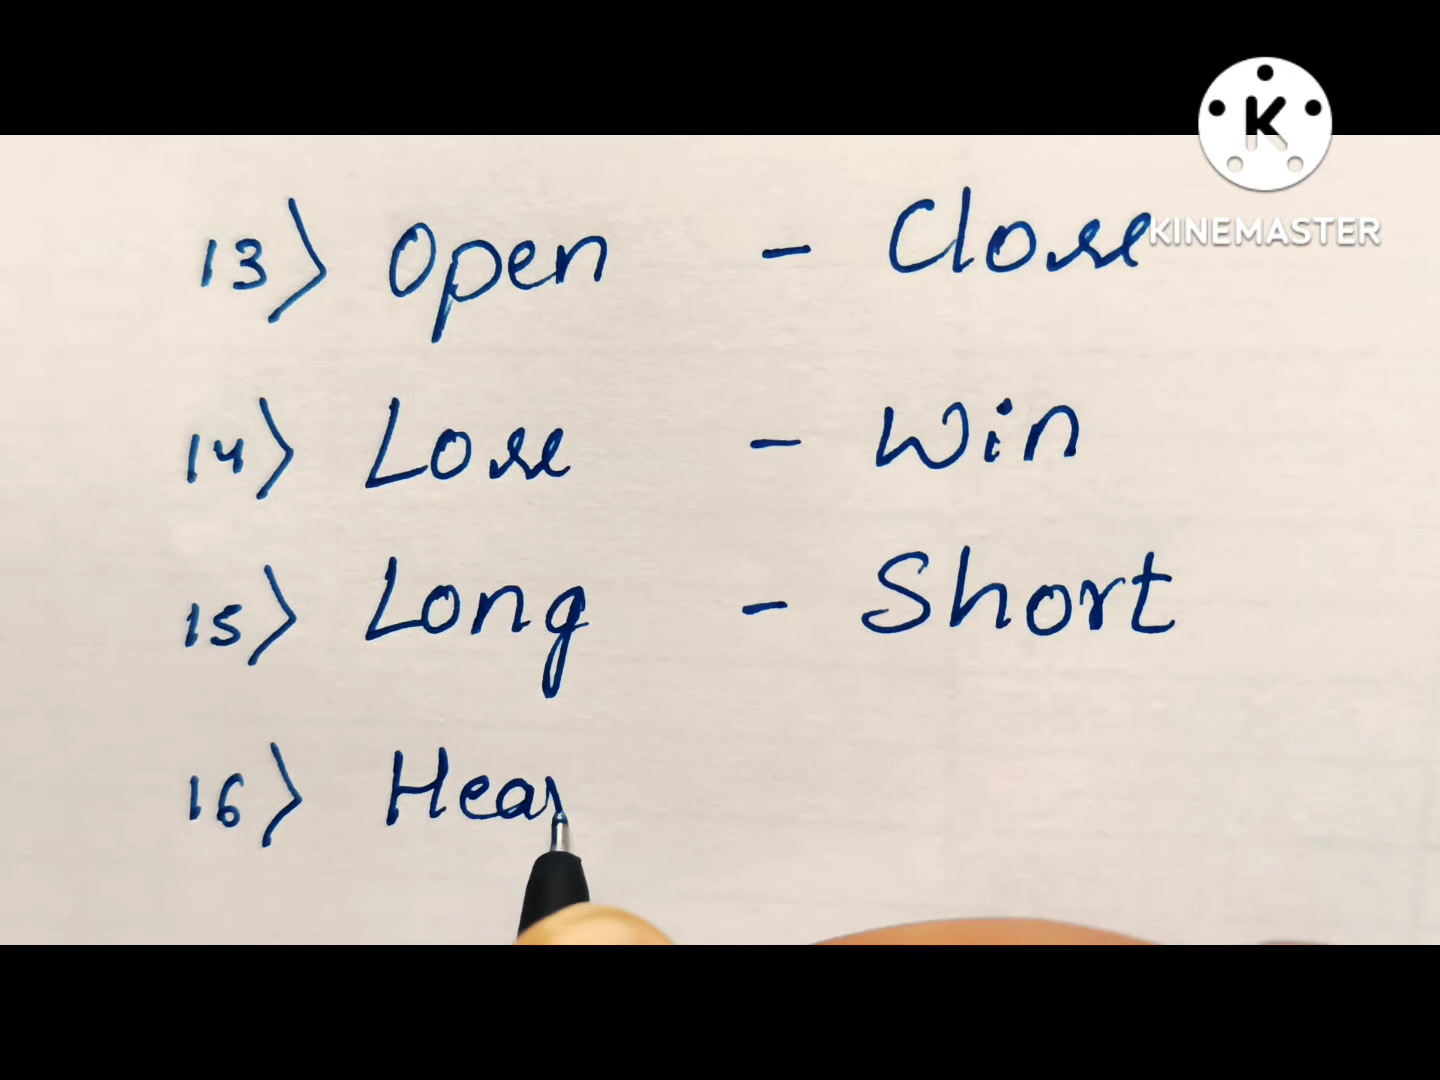 KINEMASTER
13) Open - Close
14) Lose - Win
15) Long - Short
16) Hea